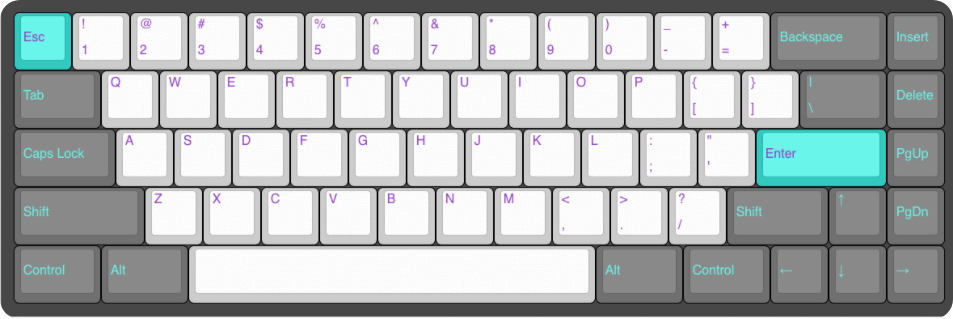 Esc ! 1 @ 2 # 3 $ 4 % 5 ^ 6 & 7 * 8 ( 9 ) 0 _ - + = Backspace Insert
Tab Q W E R T Y U I O P { [ } ] | \ Delete
Caps Lock A S D F G H J K L : ; " ' Enter PgUp
Shift Z X C V B N M < , > . ? / Shift ↑ PgDn
Control Alt Alt Control ← ↓ →